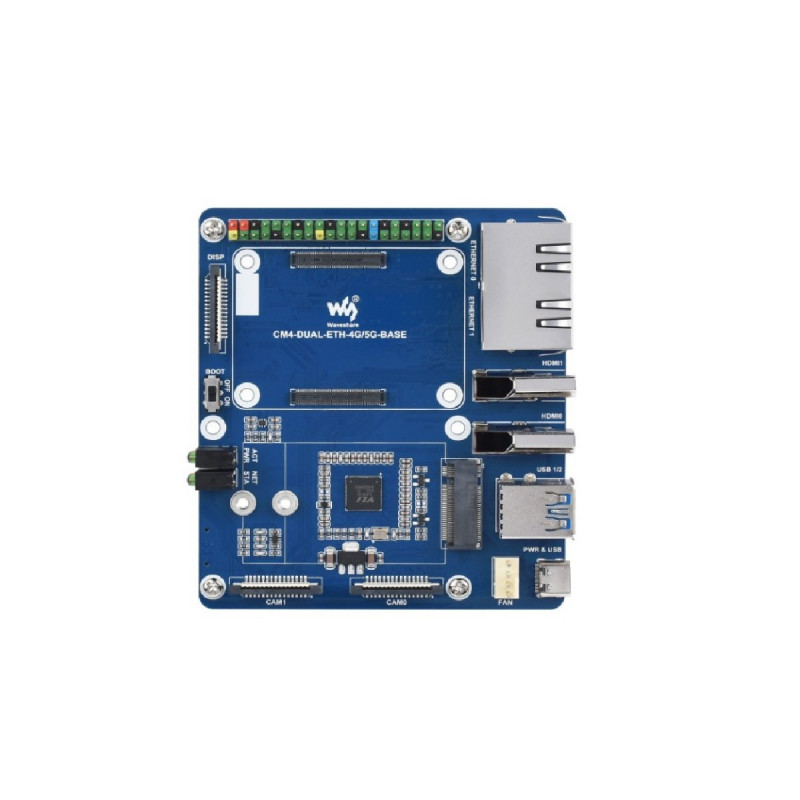 ETHERNET 0
DISP
ETHERNET 1
W
®
Waveshare
CM4-DUAL-ETH-4G/5G-BASE
HDMI1
BOOT
OFF ON
HDMI0
ACT
PWR
USB 1/2
NET
STA
PWR & USB
CAM1
CAM0
FAN